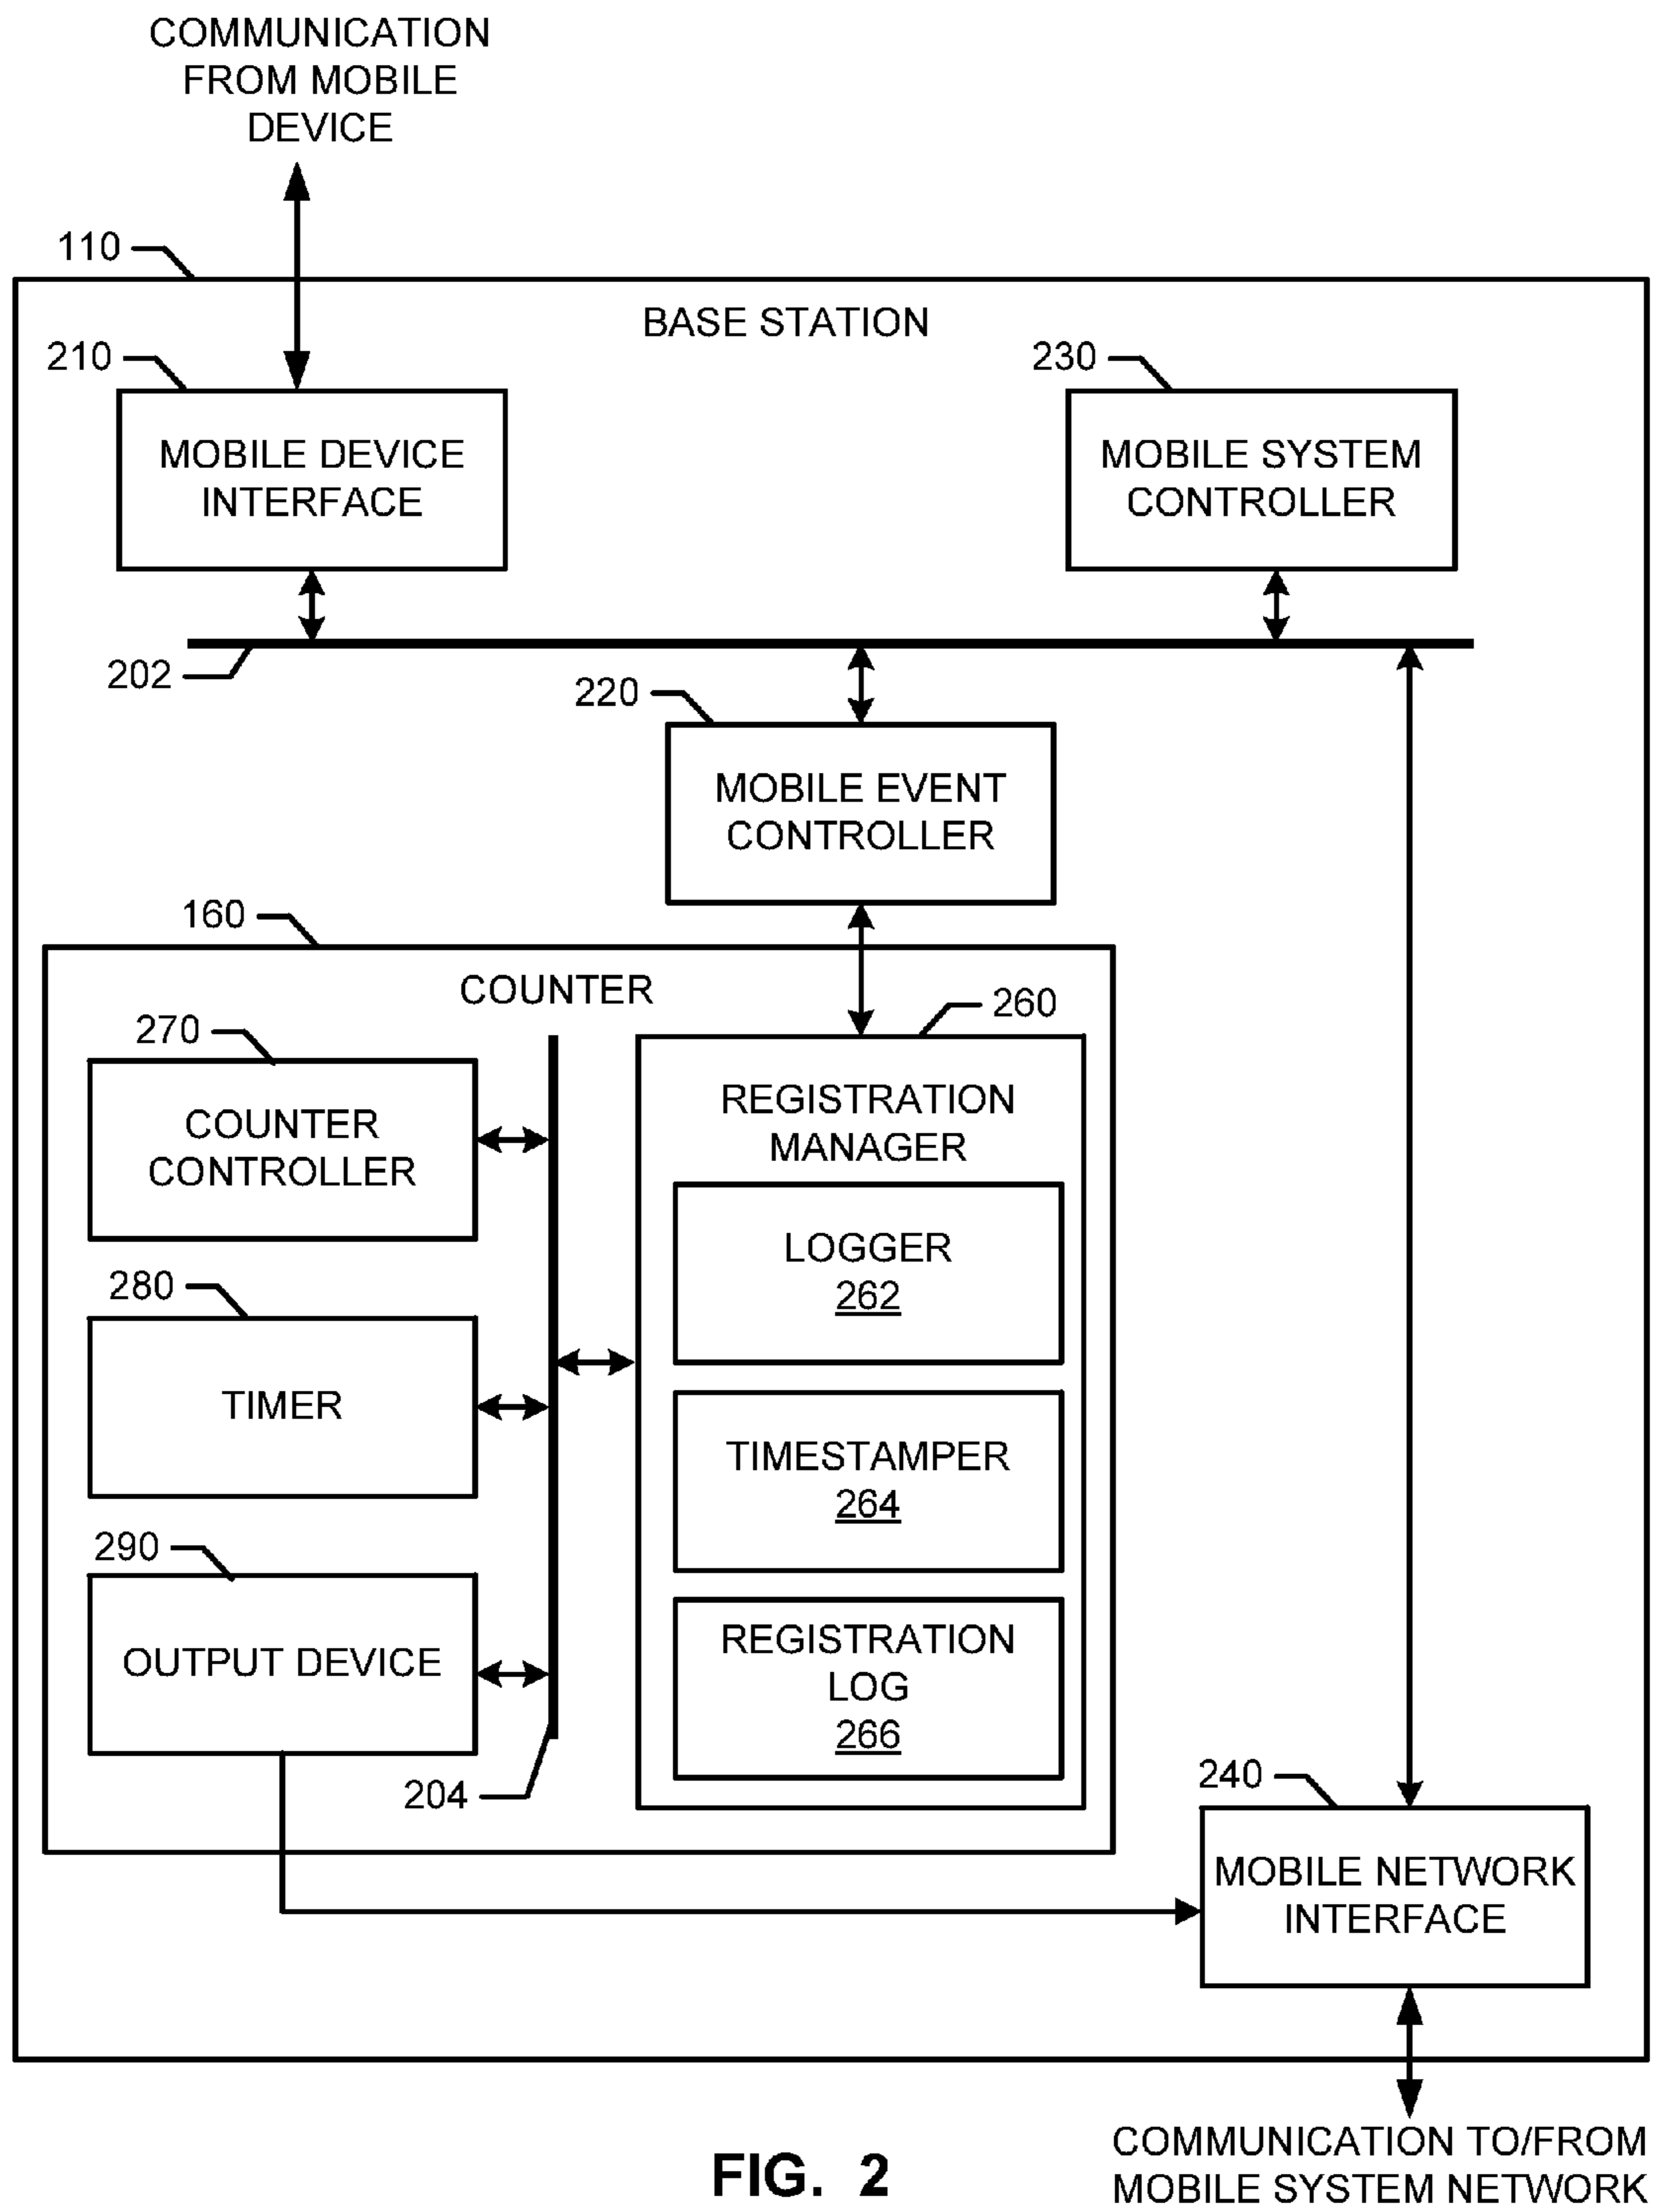 COMMUNICATION
FROM MOBILE
DEVICE
110
BASE STATION
210
MOBILE DEVICE
INTERFACE
230
MOBILE SYSTEM
CONTROLLER
202
220
MOBILE EVENT
CONTROLLER
160
COUNTER
270
COUNTER
CONTROLLER
280
TIMER
290
OUTPUT DEVICE
204
260
REGISTRATION
MANAGER
LOGGER
262
TIMESTAMPER
264
REGISTRATION
LOG
266
240
MOBILE NETWORK
INTERFACE
COMMUNICATION TO/FROM
MOBILE SYSTEM NETWORK
FIG. 2